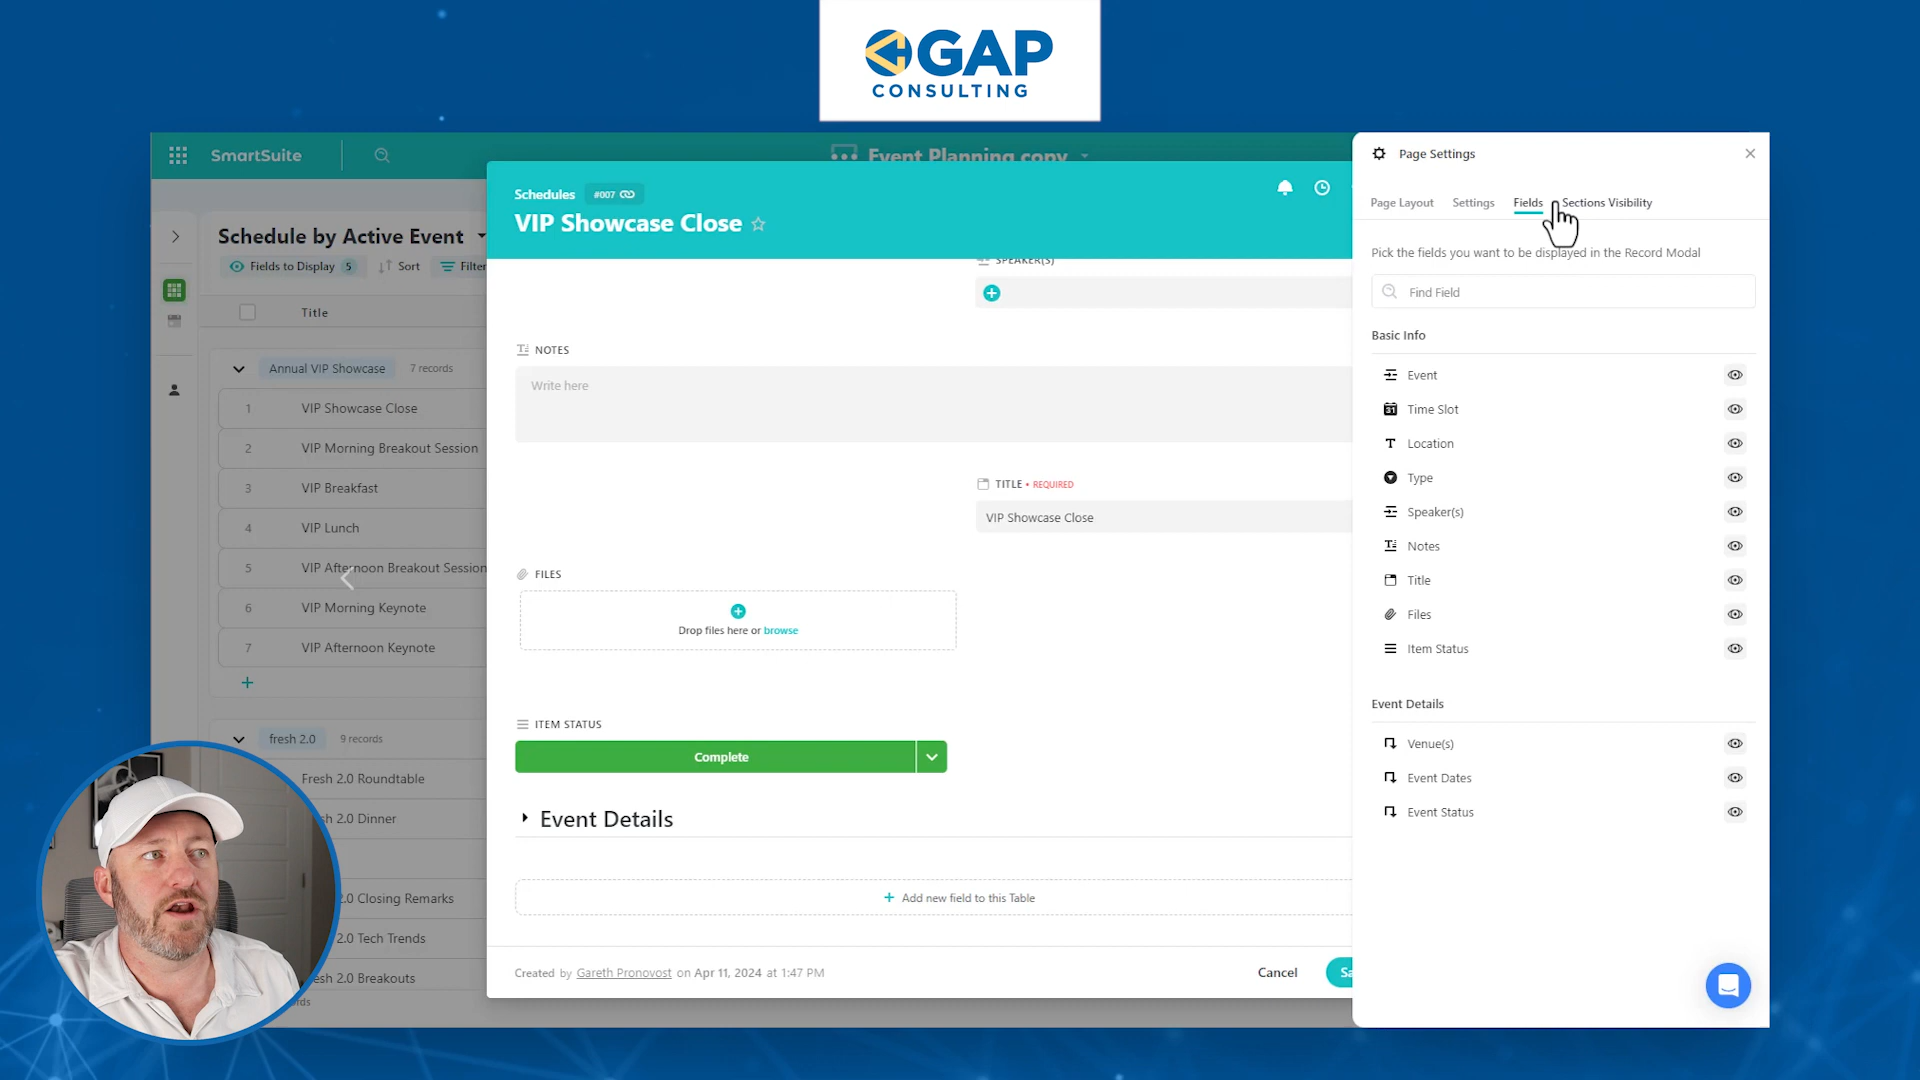 GAP
CONSULTING
SmartSuite
Event Planning copy
Schedule by Active Event
Fields to Display 5
Sort
Filter
Title
Annual VIP Showcase 7 records
1 VIP Showcase Close
2 VIP Morning Breakout Session
3 VIP Breakfast
4 VIP Lunch
5 VIP Afternoon Breakout Session
6 VIP Morning Keynote
7 VIP Afternoon Keynote
fresh 2.0 9 records
Fresh 2.0 Roundtable
sh 2.0 Dinner
2.0 Closing Remarks
2.0 Tech Trends
esh 2.0 Breakouts
Schedules #007
VIP Showcase Close
SPEAKER(S)
NOTES
Write here
TITLE • REQUIRED
VIP Showcase Close
FILES
Drop files here or browse
ITEM STATUS
Complete
Event Details
Add new field to this Table
Created by Gareth Pronovost on Apr 11, 2024 at 1:47 PM
Cancel
Sa
Page Settings
Page Layout Settings Fields Sections Visibility
Pick the fields you want to be displayed in the Record Modal
Find Field
Basic Info
Event
31 Time Slot
Location
Type
Speaker(s)
Notes
Title
Files
Item Status
Event Details
Venue(s)
Event Dates
Event Status